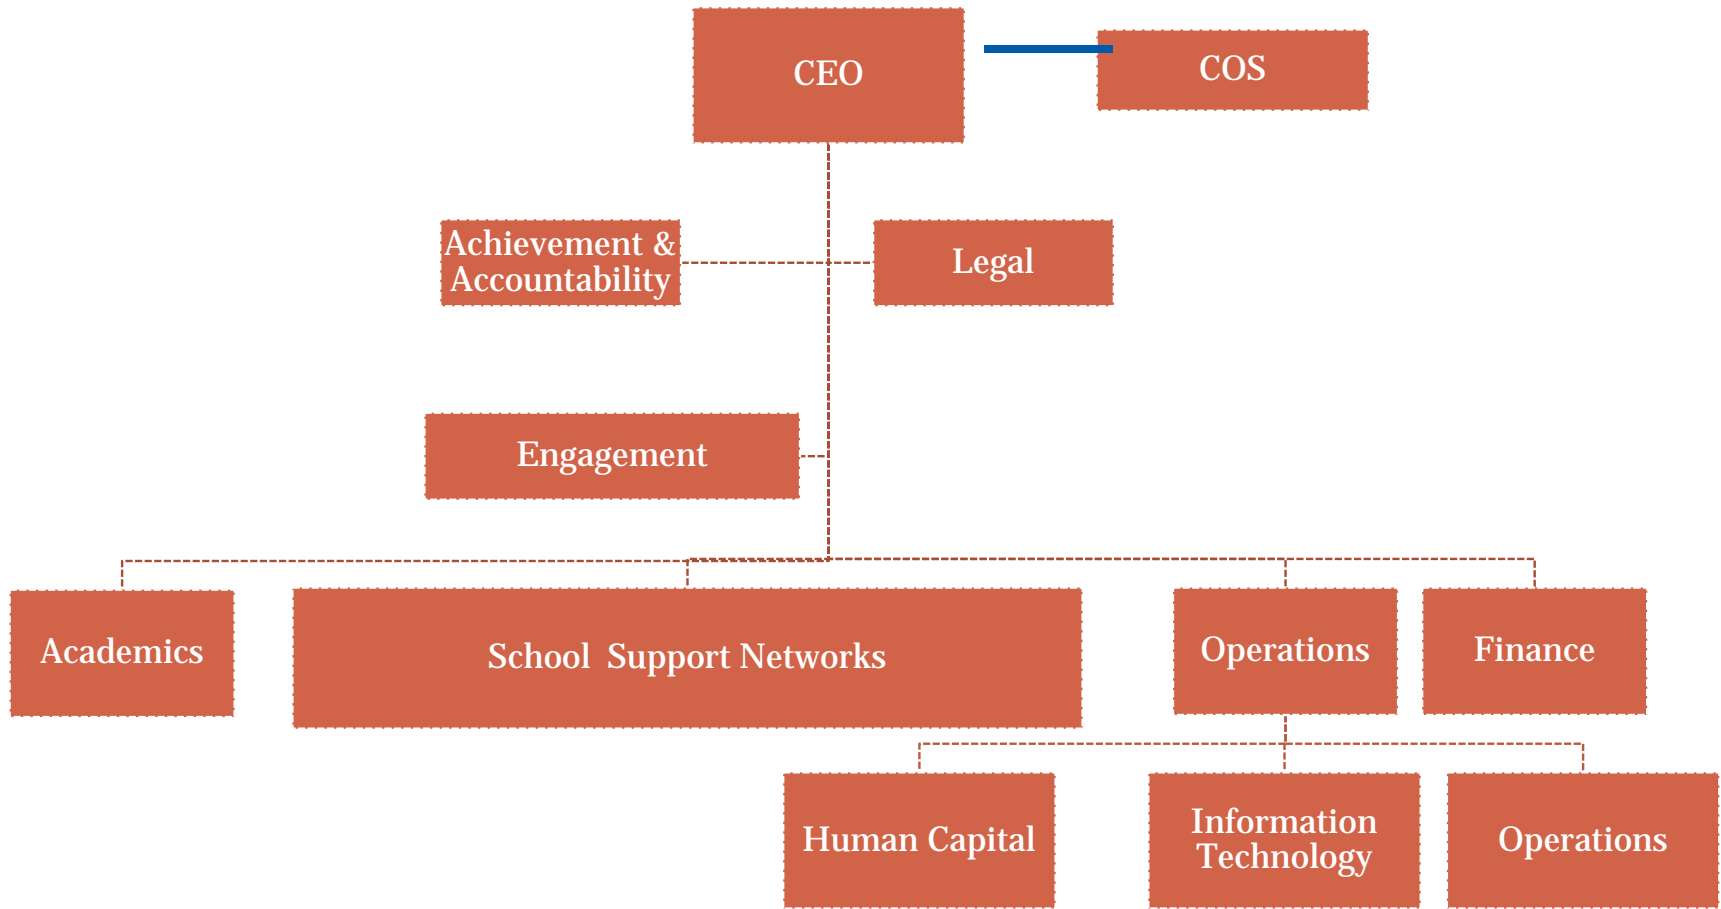 CEO
COS
Achievement &
Accountability
Legal
Engagement
Academics
School Support Networks
Operations
Finance
Human Capital
Information
Technology
Operations